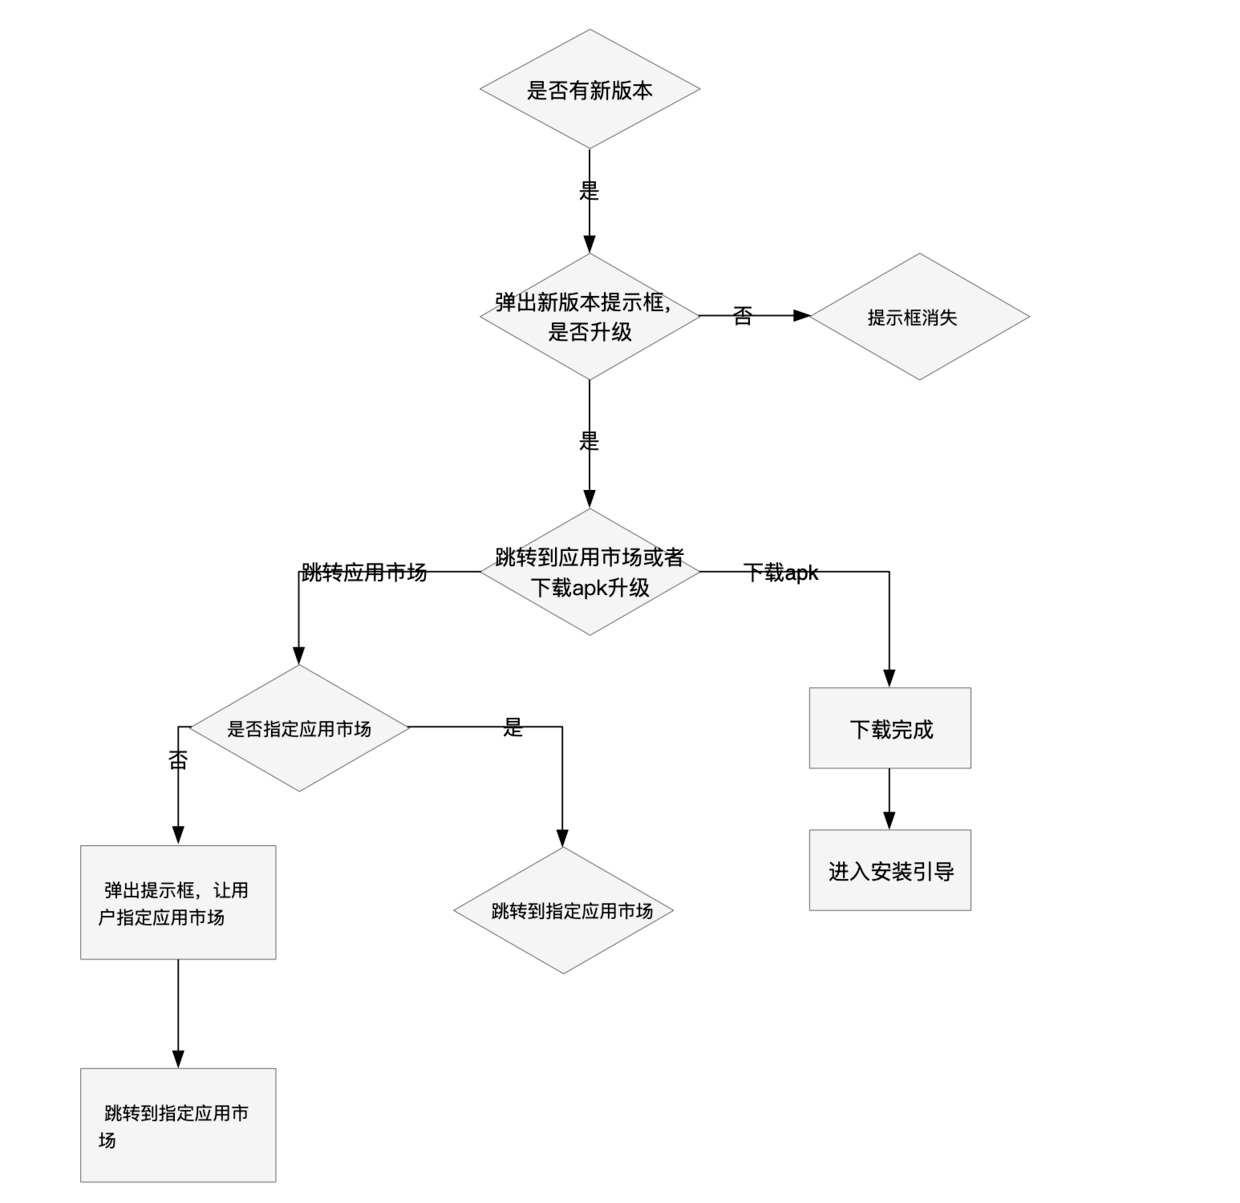 是否有新版本
是
弹出新版本提示框，
是否升级
否
提示框消失
是
跳转到应用市场或者
下载apk升级
跳转应用市场
下载apk
是否指定应用市场
是
否
下载完成
进入安装引导
弹出提示框，让用
户指定应用市场
跳转到指定应用市场
跳转到指定应用市
场